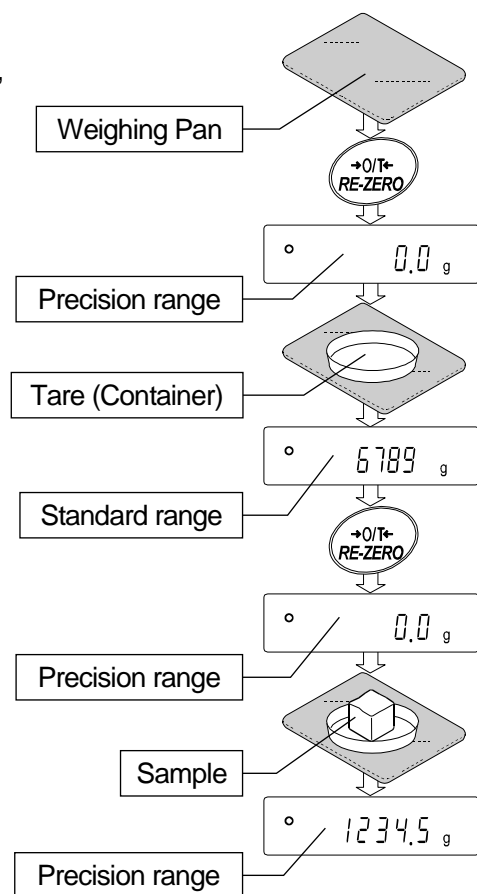 ,
Weighing Pan
→0/T←
RE-ZERO
0.0 g
Precision range
Tare (Container)
6789 g
Standard range
→0/T←
RE-ZERO
0.0 g
Precision range
Sample
1234.5 g
Precision range